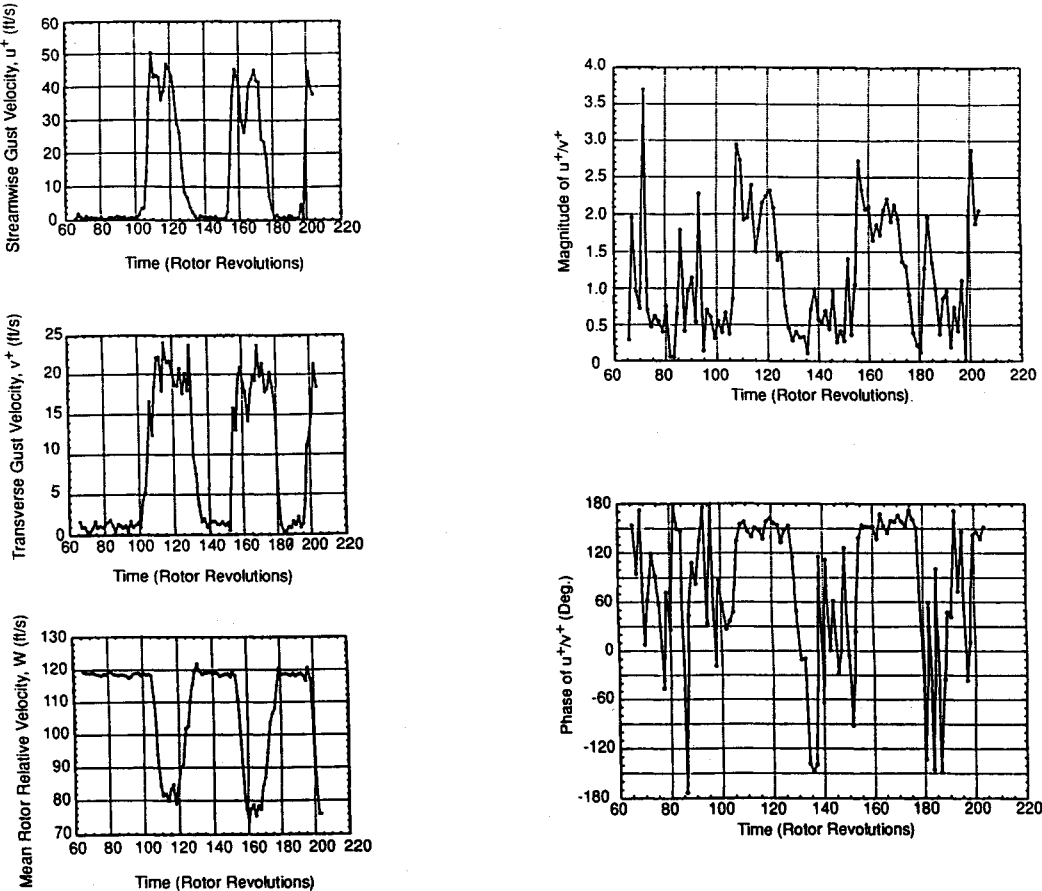 Streamwise Gust Velocity, u+ (ft/s)
60
50
40
30
20
10
0
60 80 100 120 140 160 180 200 220
Time (Rotor Revolutions)
Transverse Gust Velocity, v+ (ft/s)
25
20
15
10
5
0
60 80 100 120 140 160 180 200 220
Time (Rotor Revolutions)
Mean Rotor Relative Velocity, W (ft/s)
130
120
110
100
90
80
70
60 80 100 120 140 160 180 200 220
Time (Rotor Revolutions)
Magnitude of u+/v+
4.0
3.5
3.0
2.5
2.0
1.5
1.0
0.5
0
60 80 100 120 140 160 180 200 220
Time (Rotor Revolutions)
Phase of u+/v+ (Deg.)
180
120
60
0
-60
-120
-180
60 80 100 120 140 160 180 200 220
Time (Rotor Revolutions)